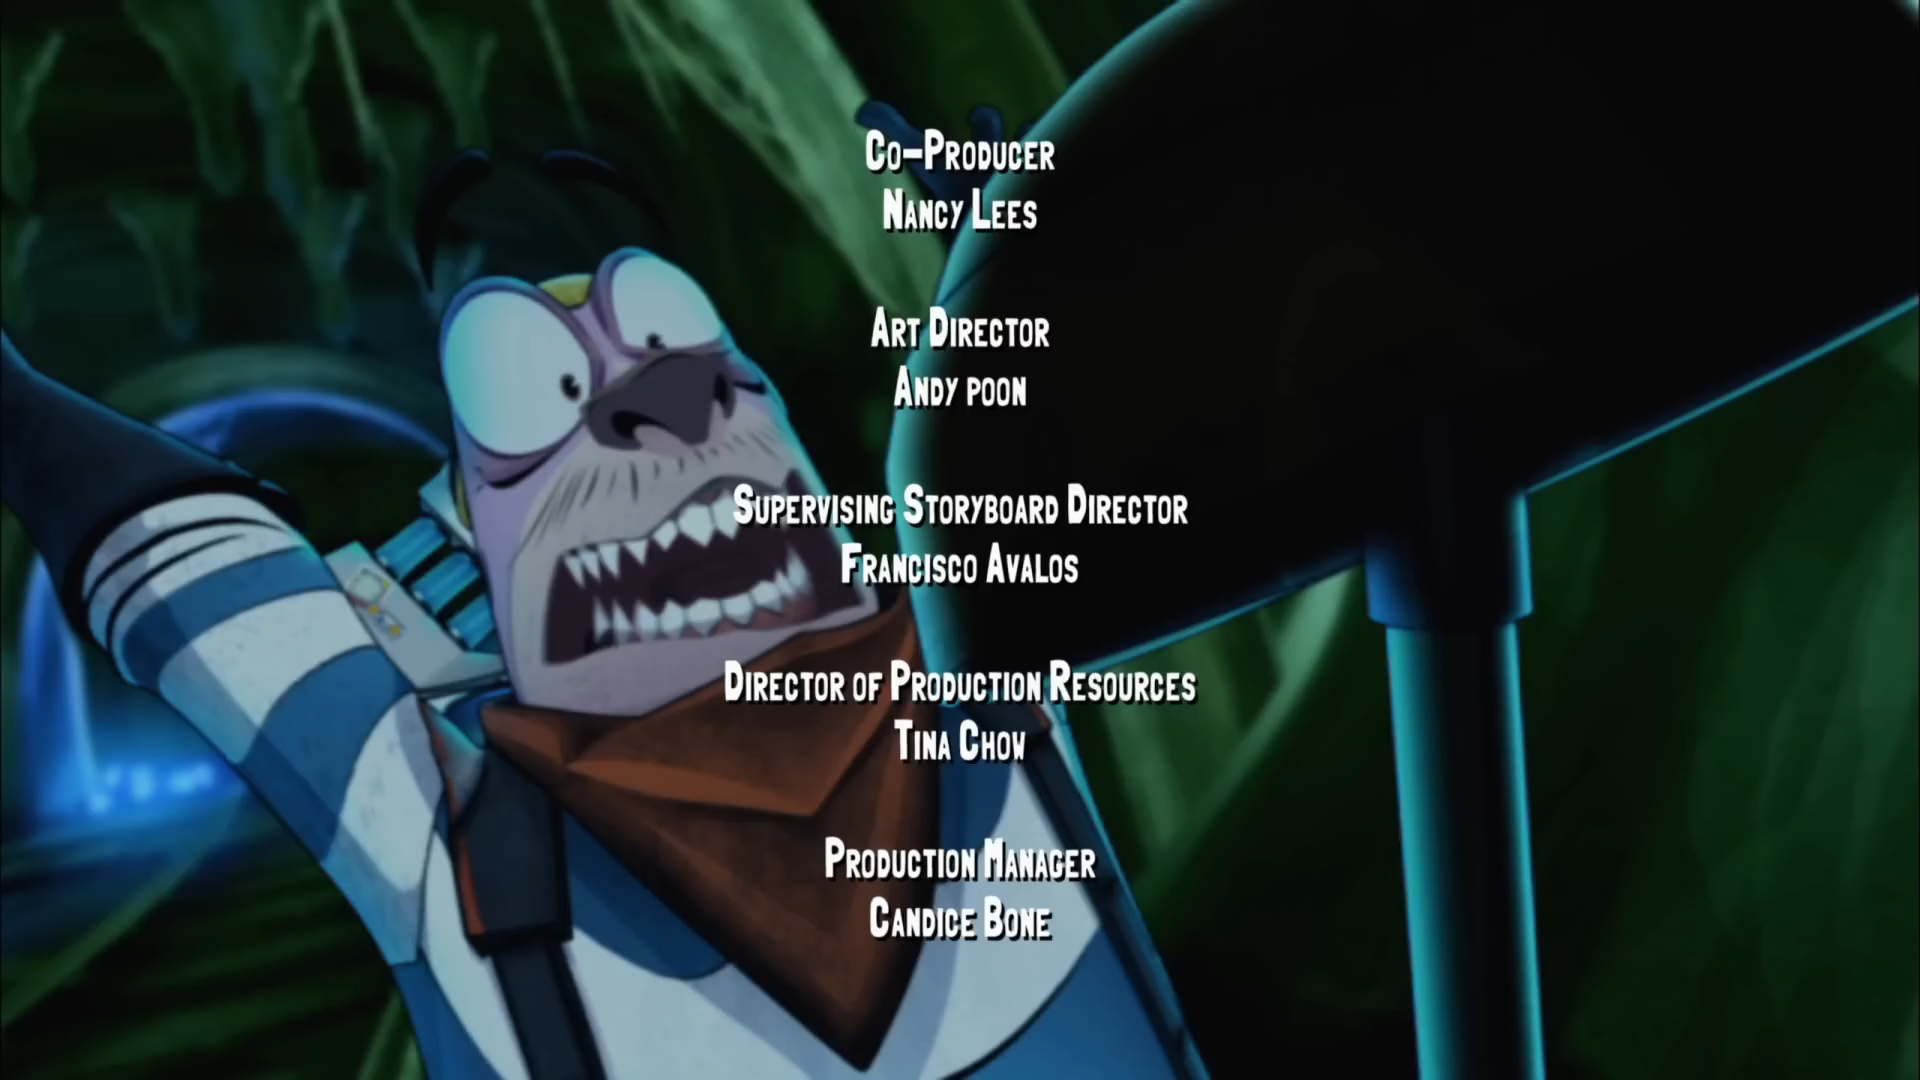 Co-Producer
Nancy Lees
Art Director
Andy poon
Supervising Storyboard Director
Francisco Avalos
Director of Production Resources
Tina Chow
Production Manager
Candice Bone